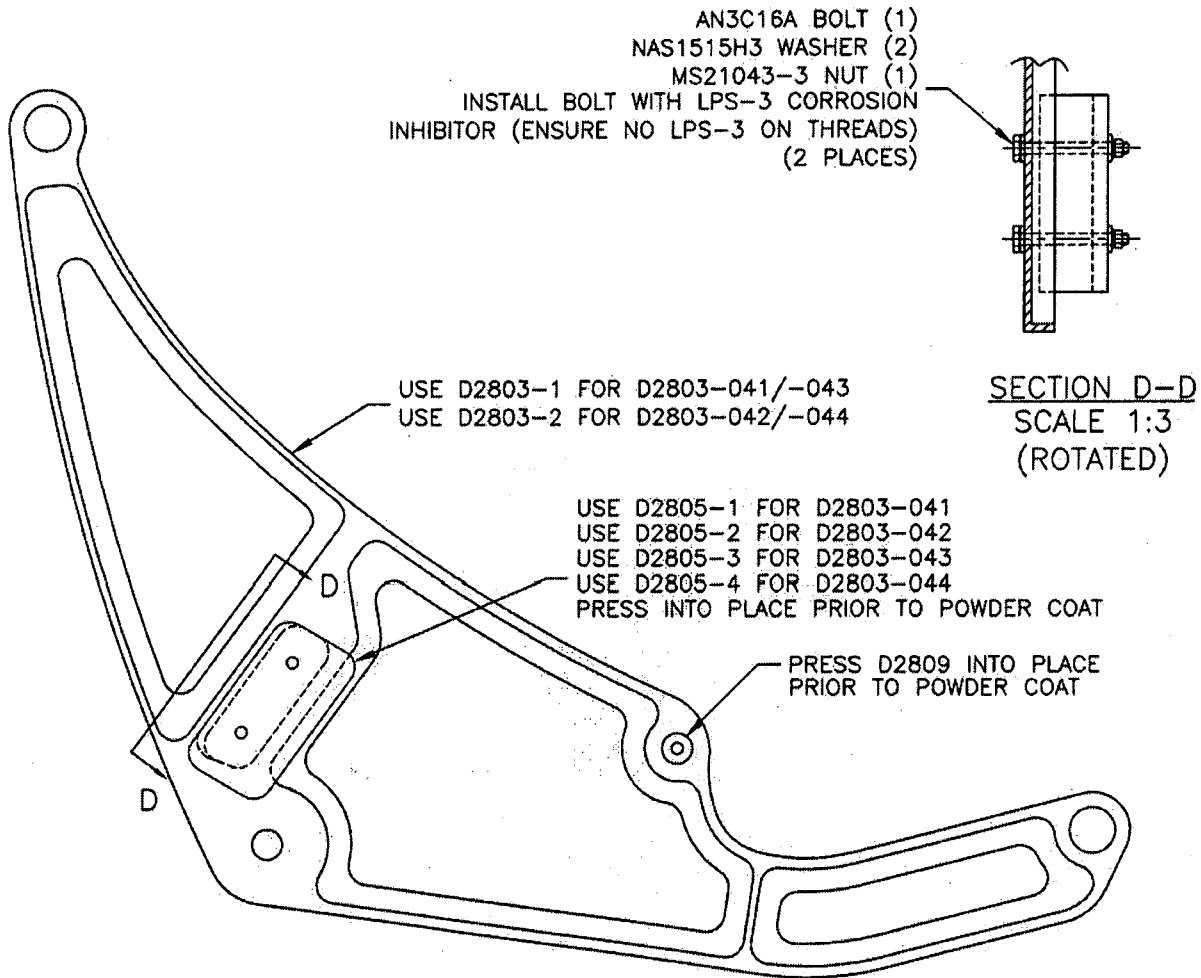 AN3C16A BOLT (1)
NAS1515H3 WASHER (2)
MS21043-3 NUT (1)
INSTALL BOLT WITH LPS-3 CORROSION
INHIBITOR (ENSURE NO LPS-3 ON THREADS)
(2 PLACES)
SECTION D-D
SCALE 1:3
(ROTATED)
USE D2803-1 FOR D2803-041/-043
USE D2803-2 FOR D2803-042/-044
USE D2805-1 FOR D2803-041
USE D2805-2 FOR D2803-042
USE D2805-3 FOR D2803-043
USE D2805-4 FOR D2803-044
PRESS INTO PLACE PRIOR TO POWDER COAT
D
PRESS D2809 INTO PLACE
PRIOR TO POWDER COAT
D